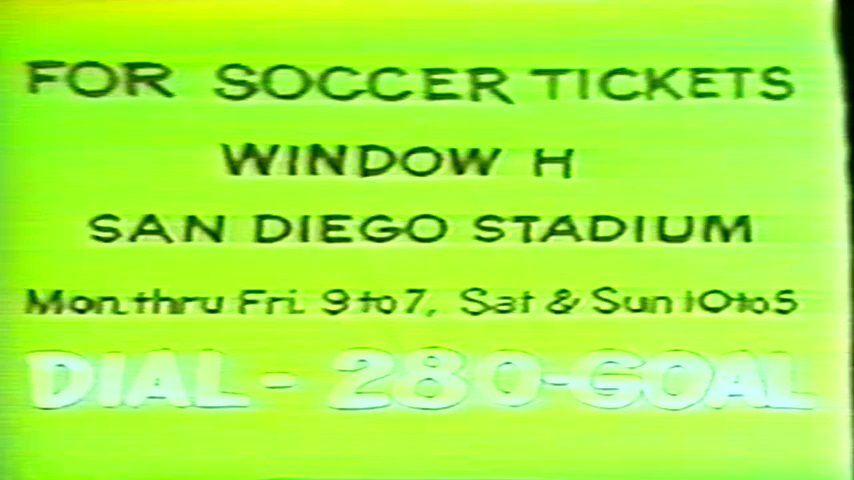 FOR SOCCER TICKETS
WINDOW H
SAN DIEGO STADIUM
Mon thru Fri. 9 to 7, Sat & Sun 10 to 5
DIAL - 280-GOAL